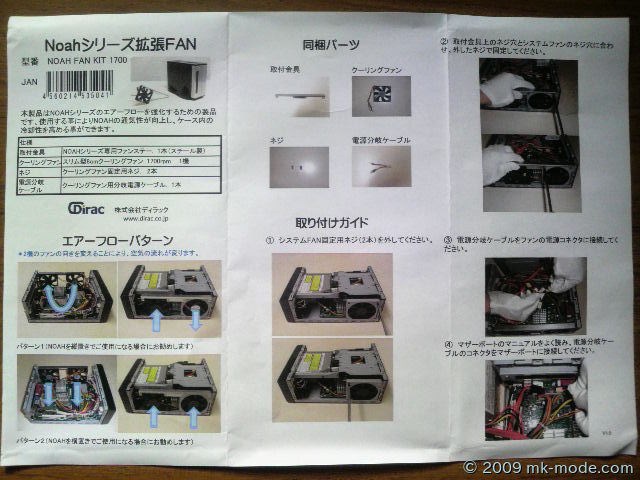 Noahシリーズ拡張FAN
型番 NOAH FAN KIT 1700
JAN
4 560214 535041
本製品はNOAHシリーズのエアーフローを強化するための製品
です、使用する事によりNOAHの通気性が向上し、ケース内の
冷却性を高める事ができます。
仕様
取付金具 NOAHシリーズ専用ファンステー、1本(スチール製)
クーリングファン スリム型8cmクーリングファン 1700rpm 1個
ネジ クーリングファン固定用ネジ、2本
電源分岐ケーブル クーリングファン用分岐電源ケーブル、1本
Dirac 株式会社ディラック
www.dirac.co.jp
エアーフローパターン
*2機のファンの向きを変えることにより、空気の流れが変ります。
パターン1(NOAHを縦置きでご使用になる場合にお勧めします)
パターン2(NOAHを横置きでご使用になる場合にお勧めします)
同梱パーツ
取付金具 クーリングファン
ネジ 電源分岐ケーブル
取り付けガイド
① システムFAN固定用ネジ(2本)を外してください。
② 取付金具上のネジ穴とシステムファンのネジ穴に合わ
せ、外したネジで固定してください。
③ 電源分岐ケーブルをファンの電源コネクタに接続してく
ださい。
④ マザーボードのマニュアルをよく読み、電源分岐ケー
ブルのコネクタをマザーボードに接続してください。
© 2009 mk-mode.com